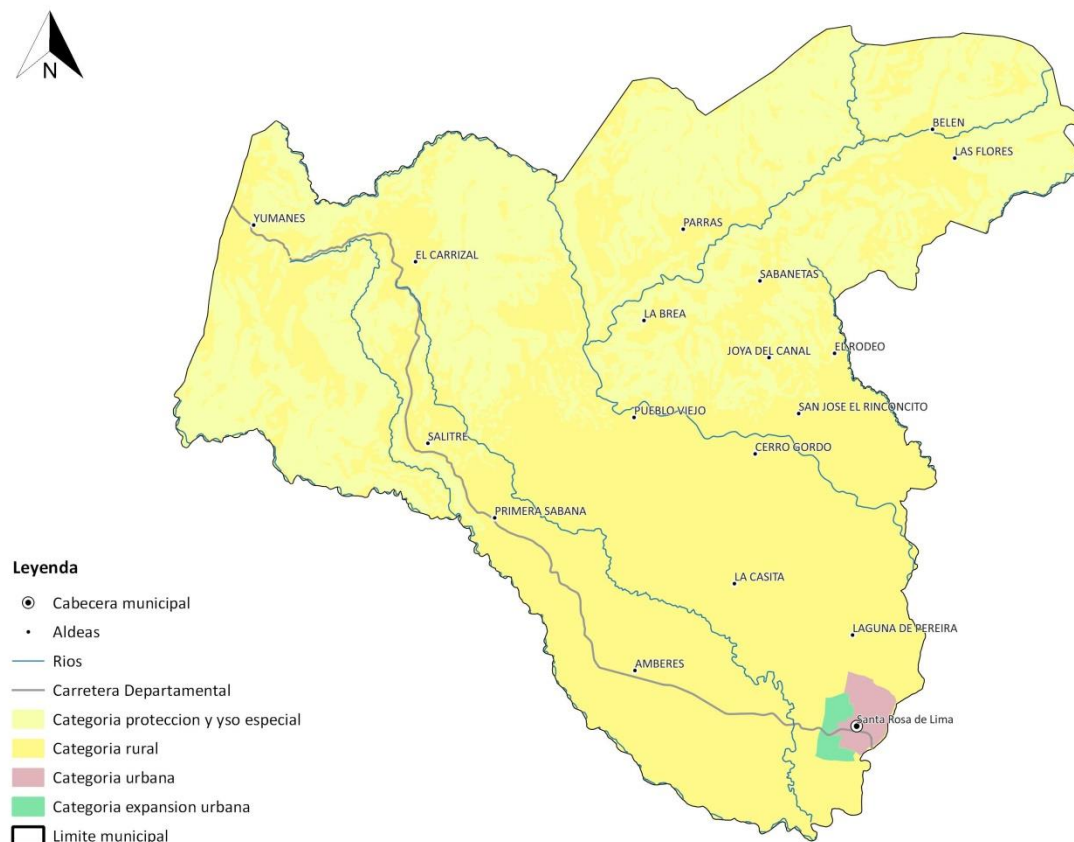 N
BELEN
LAS FLORES
YUMANES
PARRAS
EL CARRIZAL
SABANETAS
LA BREA
JOYA DEL CANAL
EL RODEO
PUEBLO VIEJO
SAN JOSE EL RINCONCITO
SALITRE
CERRO GORDO
PRIMERA SABANA
LA CASITA
LAGUNA DE PEREIRA
AMBERES
Santa Rosa de Lima
Leyenda
Cabecera municipal
Aldeas
Rios
Carretera Departamental
Categoria proteccion y yso especial
Categoria rural
Categoria urbana
Categoria expansion urbana
Limite municipal